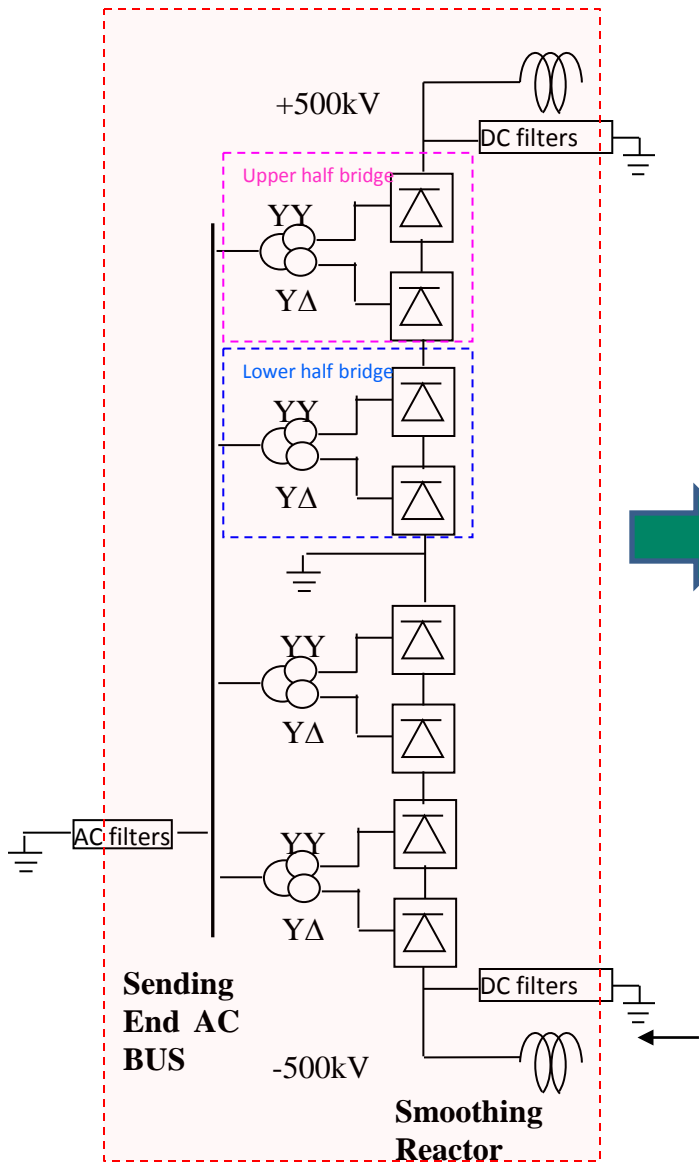 +500kV
DC filters
Upper half bridge
YY
YΔ
Lower half bridge
YY
YΔ
YY
YΔ
AC filters
YY
YΔ
Sending
End AC
BUS
DC filters
-500kV
Smoothing
Reactor